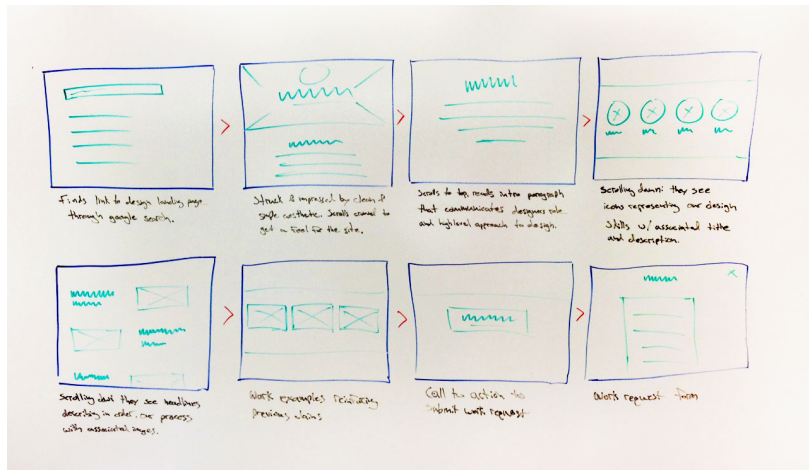 Finds link to design landing page
through google search.
Struck & impressed by clean &
simple aesthetic. Scrolls around to
get a feel for the site.
Scrolls to top, reads intro paragraph
that communicates designers role
and high level approach to design.
Scrolling down: they see
icons representing our design
skills w/ associated title
and description.
Scrolling down they see headlines
describing in order, our process
with associated images.
Work examples reinforcing
previous claims
Call to action to
submit work request
Work request form